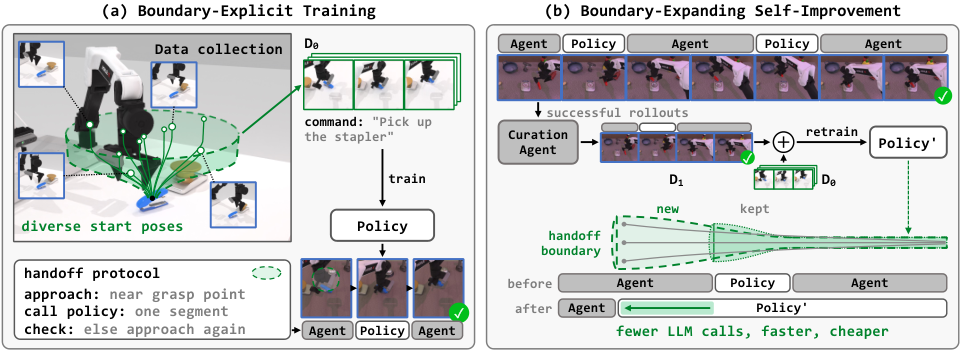 (a) Boundary-Explicit Training
Data collection
diverse start poses
D₀
command: "Pick up
the stapler"
train
Policy
handoff protocol
approach: near grasp point
call policy: one segment
check: else approach again
Agent Policy Agent
(b) Boundary-Expanding Self-Improvement
Agent Policy Agent Policy Agent
successful rollouts
Curation
Agent
D₁
D₀
retrain
Policy'
new kept
handoff
boundary
before Agent Policy Agent
after Agent Policy'
fewer LLM calls, faster, cheaper